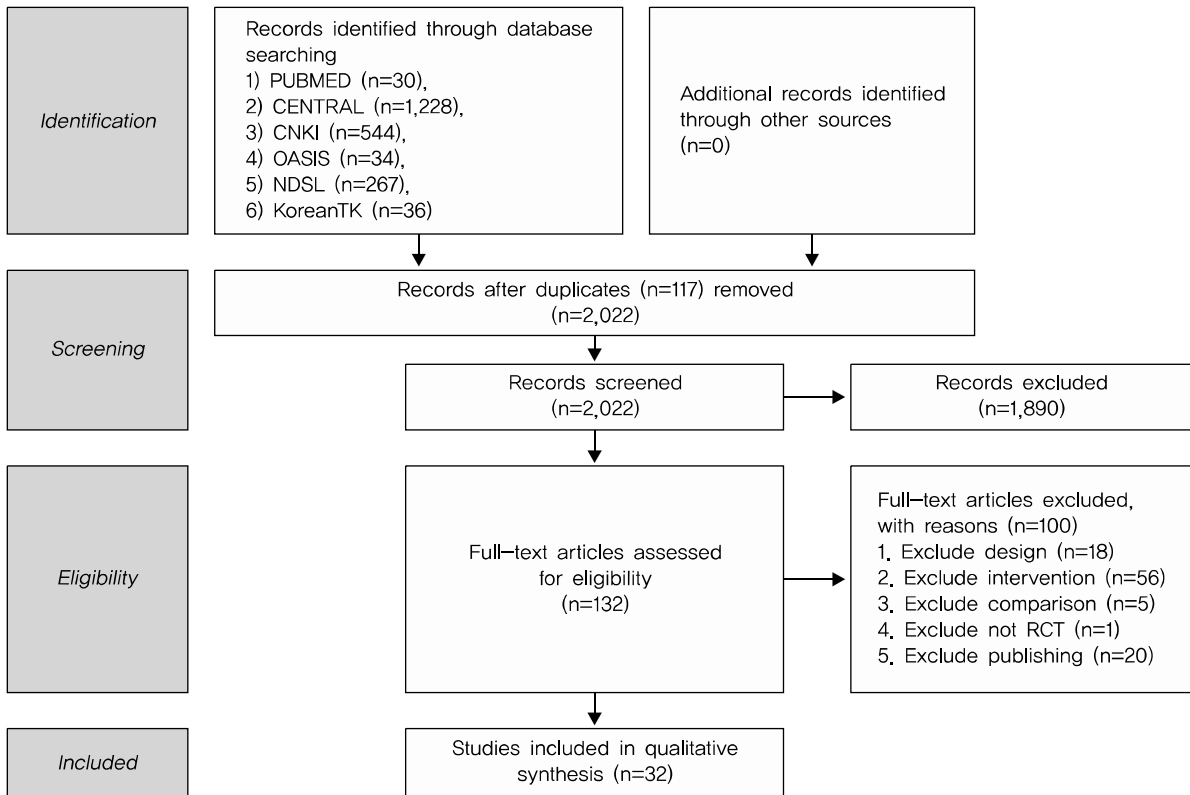 Identification
Records identified through database
searching
1) PUBMED (n=30),
2) CENTRAL (n=1,228),
3) CNKI (n=544),
4) OASIS (n=34),
5) NDSL (n=267),
6) KoreanTK (n=36)
Additional records identified
through other sources
(n=0)
Screening
Records after duplicates (n=117) removed
(n=2,022)
Records screened
(n=2,022)
Records excluded
(n=1,890)
Eligibility
Full-text articles assessed
for eligibility
(n=132)
Full-text articles excluded,
with reasons (n=100)
1. Exclude design (n=18)
2. Exclude intervention (n=56)
3. Exclude comparison (n=5)
4. Exclude not RCT (n=1)
5. Exclude publishing (n=20)
Included
Studies included in qualitative
synthesis (n=32)